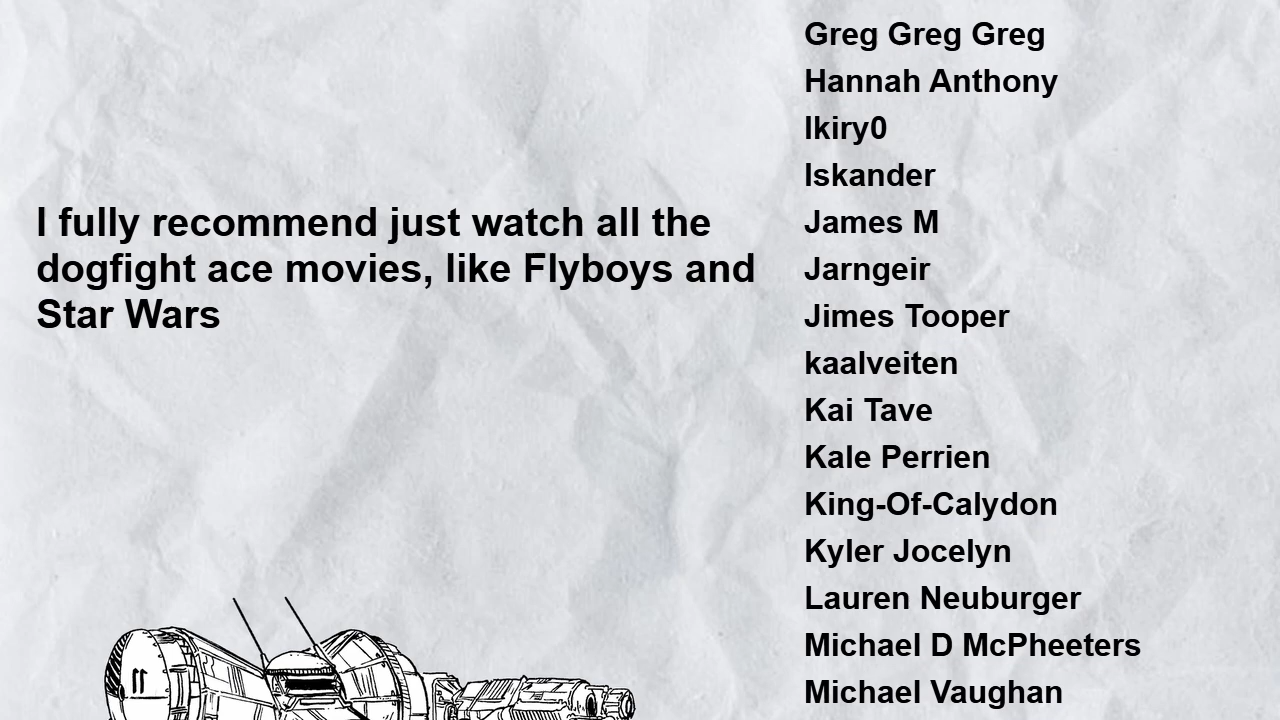 I fully recommend just watch all the
dogfight ace movies, like Flyboys and
Star Wars
Greg Greg Greg
Hannah Anthony
Ikiry0
Iskander
James M
Jarngeir
Jimes Tooper
kaalveiten
Kai Tave
Kale Perrien
King-Of-Calydon
Kyler Jocelyn
Lauren Neuburger
Michael D McPheeters
Michael Vaughan